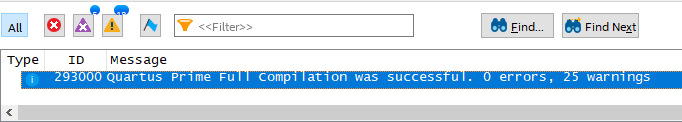 All <<Filter>> Find... Find Next
Type ID Message
293000 Quartus Prime Full Compilation was successful. 0 errors, 25 warnings